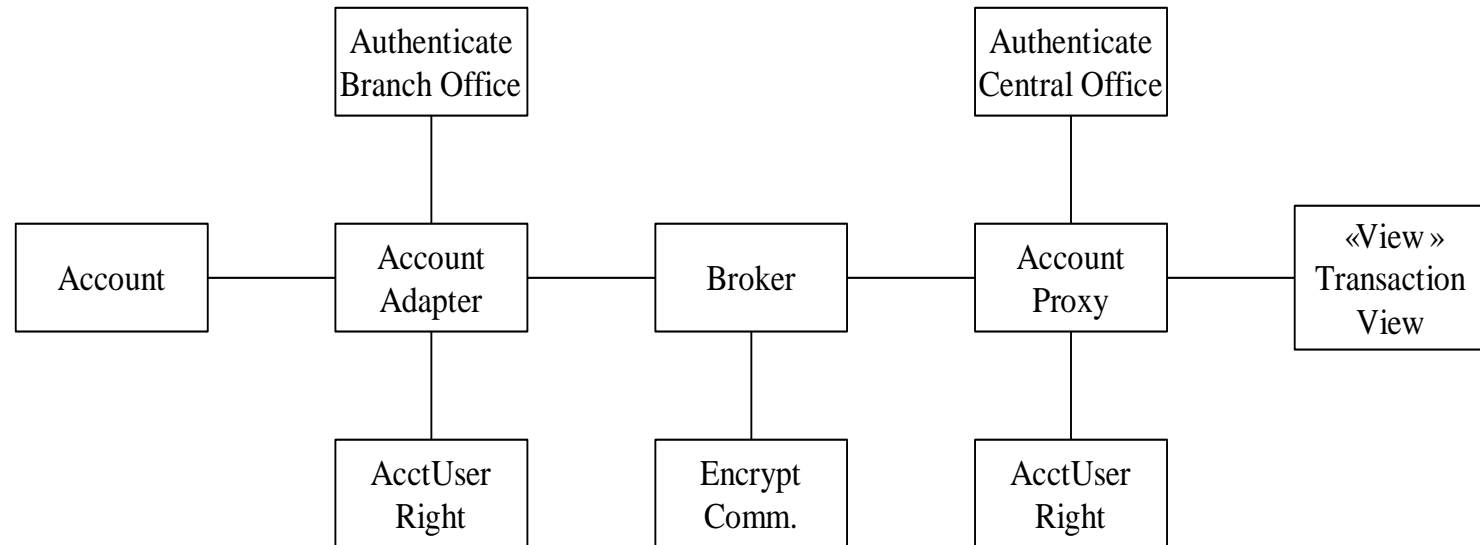 Authenticate
Branch Office
Authenticate
Central Office
Account
Account
Adapter
Broker
Account
Proxy
«View »
Transaction
View
AcctUser
Right
Encrypt
Comm.
AcctUser
Right